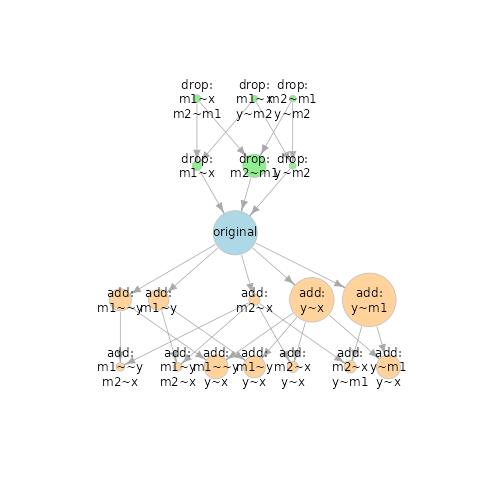 drop:
m1~x
m2~m1
drop:
m1~x
y~m2
drop:
m2~m1
y~m2
drop:
m1~x
drop:
m2~m1
drop:
y~m2
original
add:
m1~~y
add:
m1~y
add:
m2~x
add:
y~x
add:
y~m1
add:
m1~~y
m2~x
add:
m1~y
m2~x
add:
m1~~y
y~x
add:
m1~y
y~x
add:
m2~x
y~x
add:
m2~x
y~m1
add:
y~m1
y~x